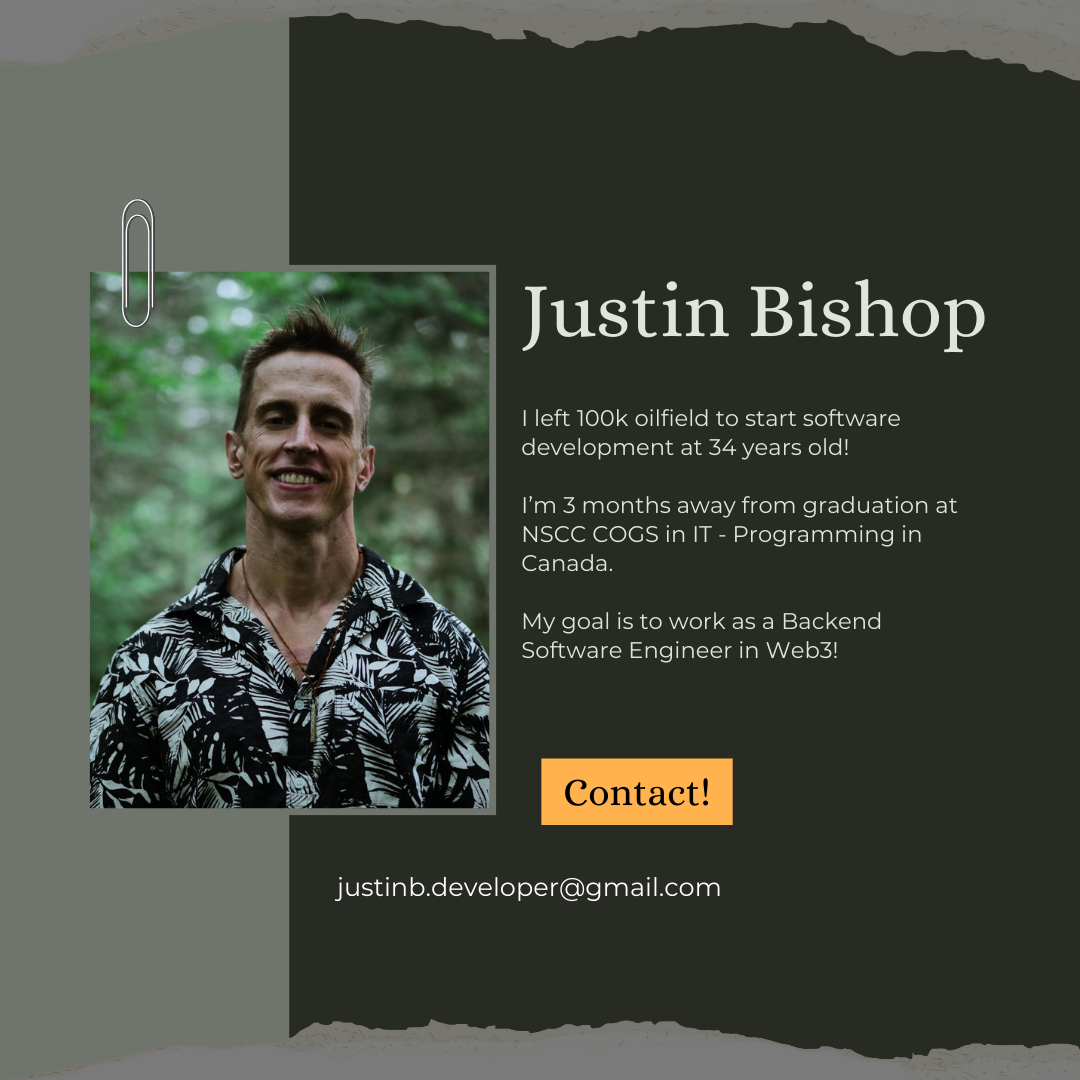 Justin Bishop
I left 100k oilfield to start software
development at 34 years old!
I’m 3 months away from graduation at
NSCC COGS in IT - Programming in
Canada.
My goal is to work as a Backend
Software Engineer in Web3!
Contact!
justinb.developer@gmail.com